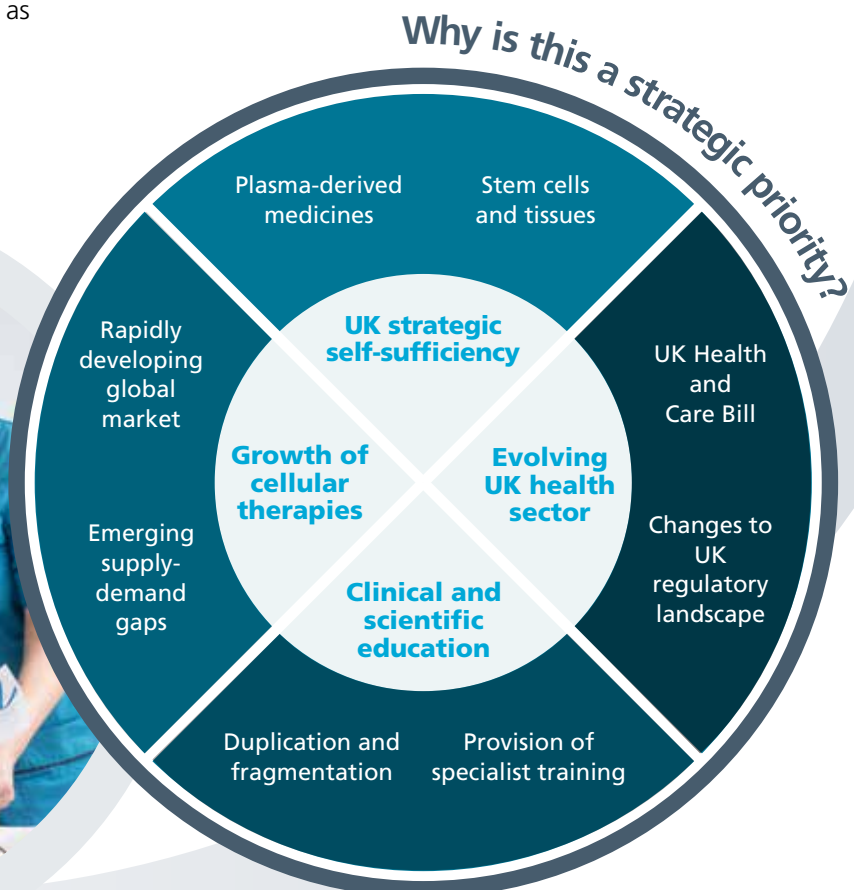 as
Why is this a strategic priority?
Plasma-derived
medicines
Stem cells
and tissues
UK strategic
self-sufficiency
Rapidly
developing
global
market
Emerging
supply-
demand
gaps
Growth of
cellular
therapies
Evolving
UK health
sector
UK Health
and
Care Bill
Changes to
UK
regulatory
landscape
Clinical and
scientific
education
Duplication and
fragmentation
Provision of
specialist training